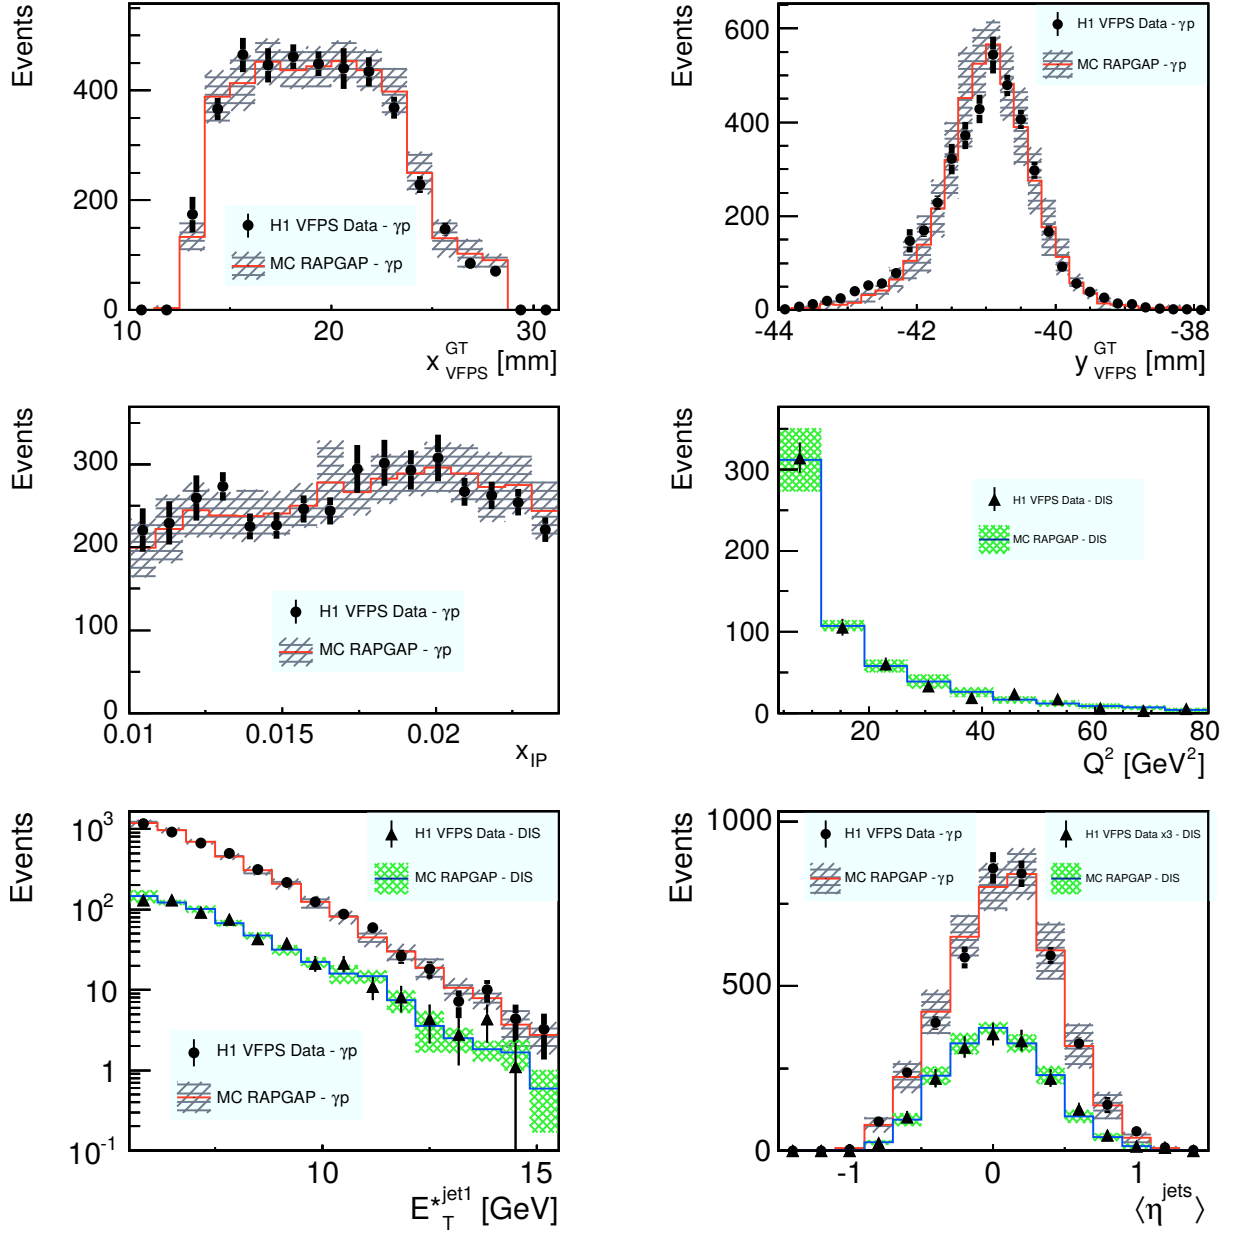 Events
400
200
0
10 20 30
H1 VFPS Data - γp
MC RAPGAP - γp
x GT VFPS [mm]
Events
600
400
200
0
-44 -42 -40 -38
H1 VFPS Data - γp
MC RAPGAP - γp
y GT VFPS [mm]
Events
300
200
100
0
0.01 0.015 0.02
H1 VFPS Data - γp
MC RAPGAP - γp
x IP
Events
300
200
100
0
20 40 60 80
H1 VFPS Data - DIS
MC RAPGAP - DIS
Q² [GeV²]
Events
10³
10²
10
1
10⁻¹
10 15
H1 VFPS Data - DIS
MC RAPGAP - DIS
H1 VFPS Data - γp
MC RAPGAP - γp
E*jet1 T [GeV]
Events
1000
500
0
-1 0 1
H1 VFPS Data - γp
MC RAPGAP - γp
H1 VFPS Data x3 - DIS
MC RAPGAP - DIS
⟨η jets⟩